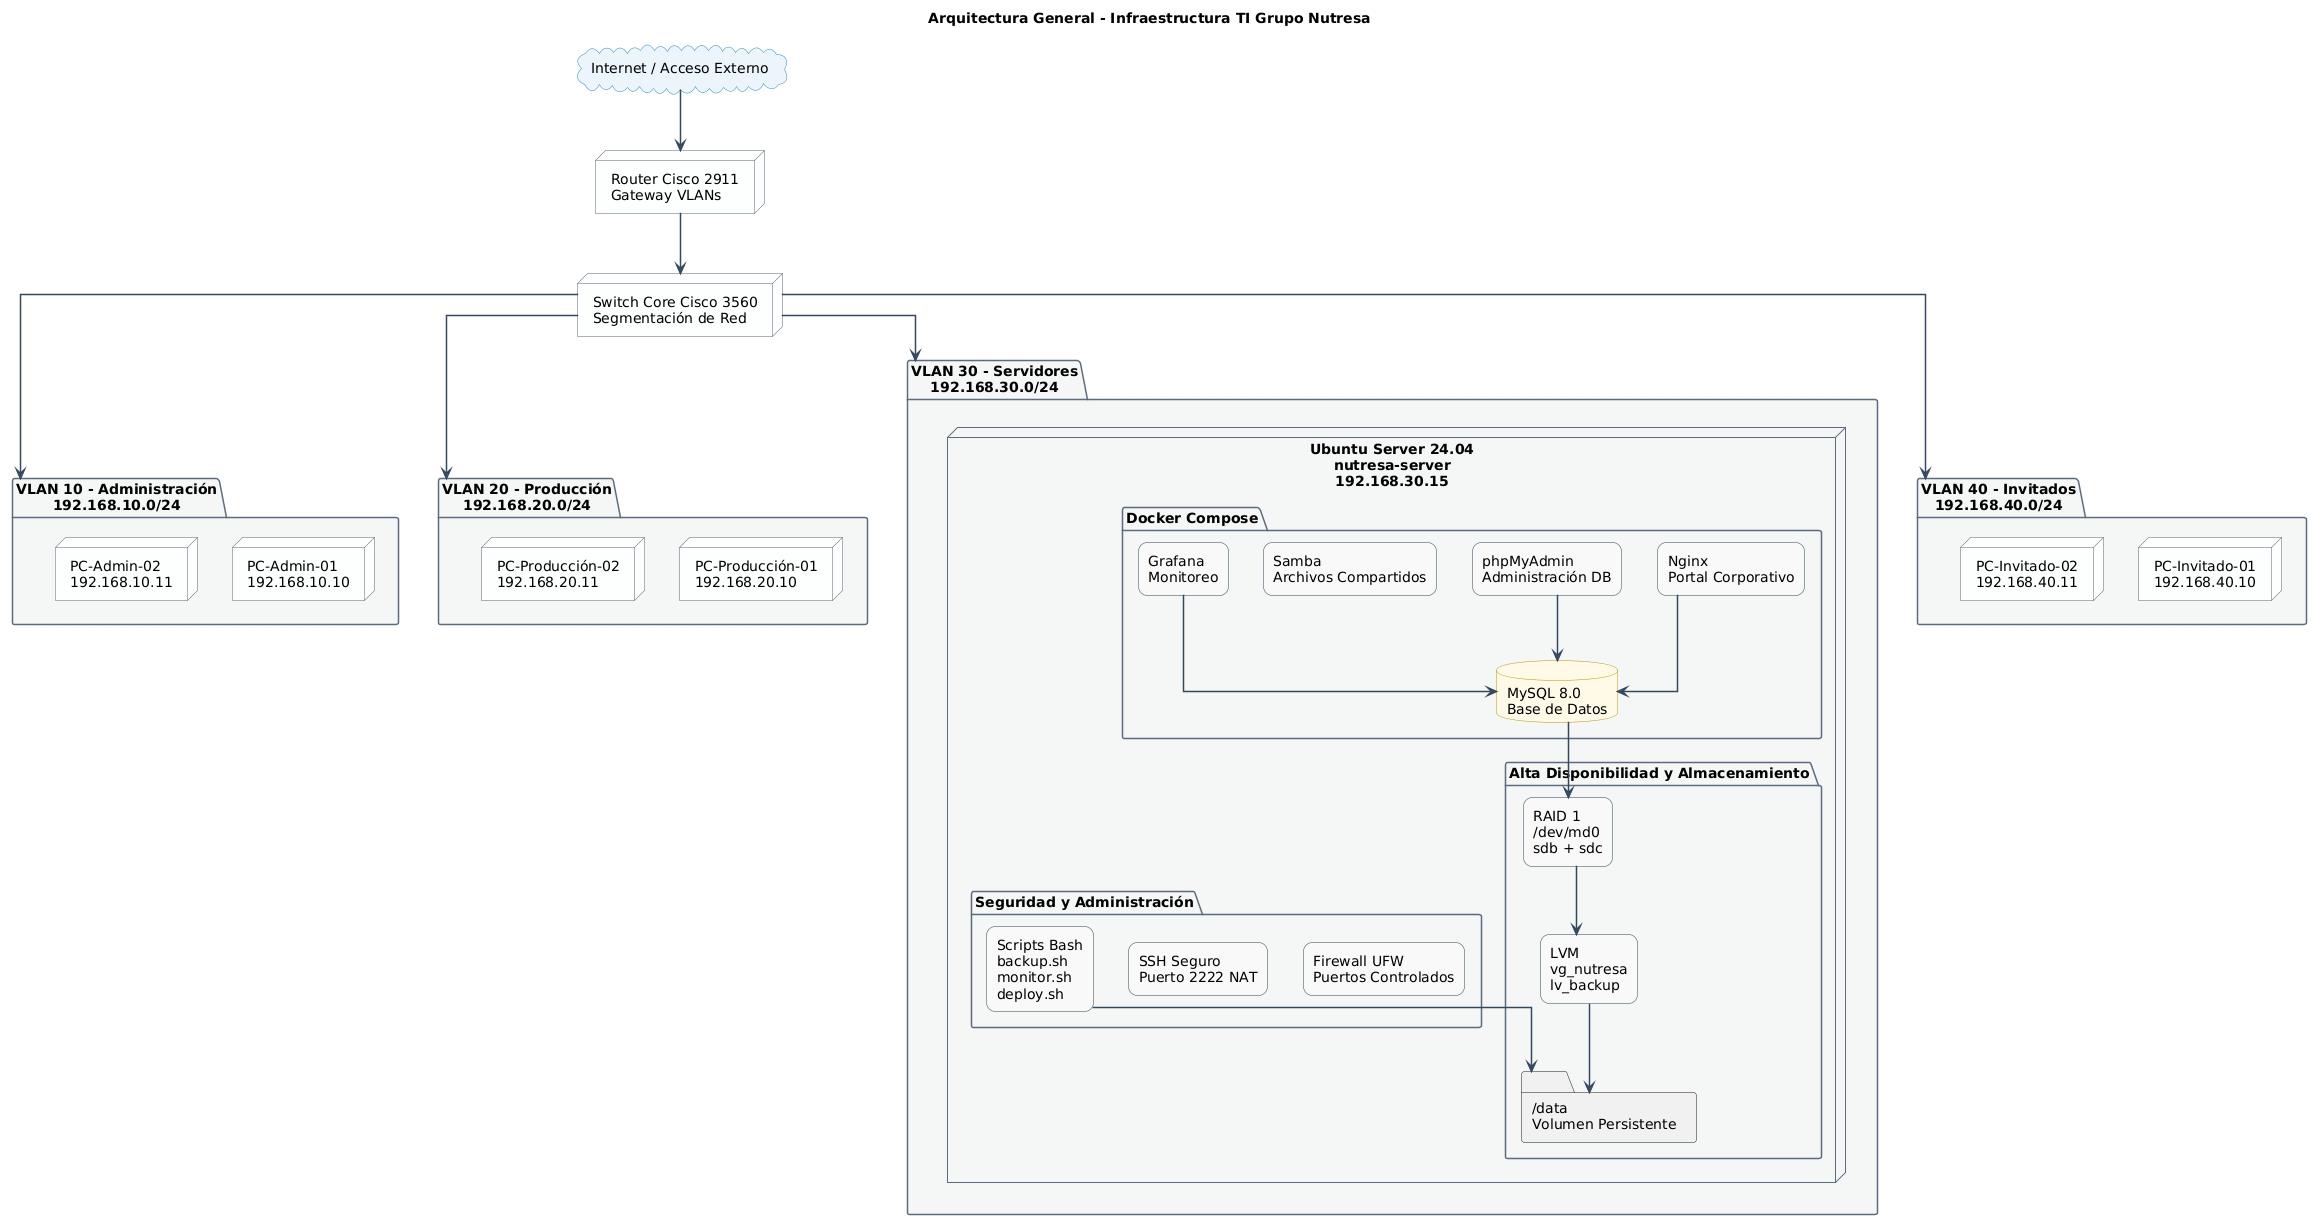 Arquitectura General - Infraestructura TI Grupo Nutresa
Internet / Acceso Externo
Router Cisco 2911
Gateway VLANs
Switch Core Cisco 3560
Segmentación de Red
VLAN 10 - Administración
192.168.10.0/24
PC-Admin-02
192.168.10.11
PC-Admin-01
192.168.10.10
VLAN 20 - Producción
192.168.20.0/24
PC-Producción-02
192.168.20.11
PC-Producción-01
192.168.20.10
VLAN 30 - Servidores
192.168.30.0/24
Ubuntu Server 24.04
nutresa-server
192.168.30.15
Docker Compose
Grafana
Monitoreo
Samba
Archivos Compartidos
phpMyAdmin
Administración DB
Nginx
Portal Corporativo
MySQL 8.0
Base de Datos
Alta Disponibilidad y Almacenamiento
RAID 1
/dev/md0
sdb + sdc
LVM
vg_nutresa
lv_backup
/data
Volumen Persistente
Seguridad y Administración
Scripts Bash
backup.sh
monitor.sh
deploy.sh
SSH Seguro
Puerto 2222 NAT
Firewall UFW
Puertos Controlados
VLAN 40 - Invitados
192.168.40.0/24
PC-Invitado-02
192.168.40.11
PC-Invitado-01
192.168.40.10